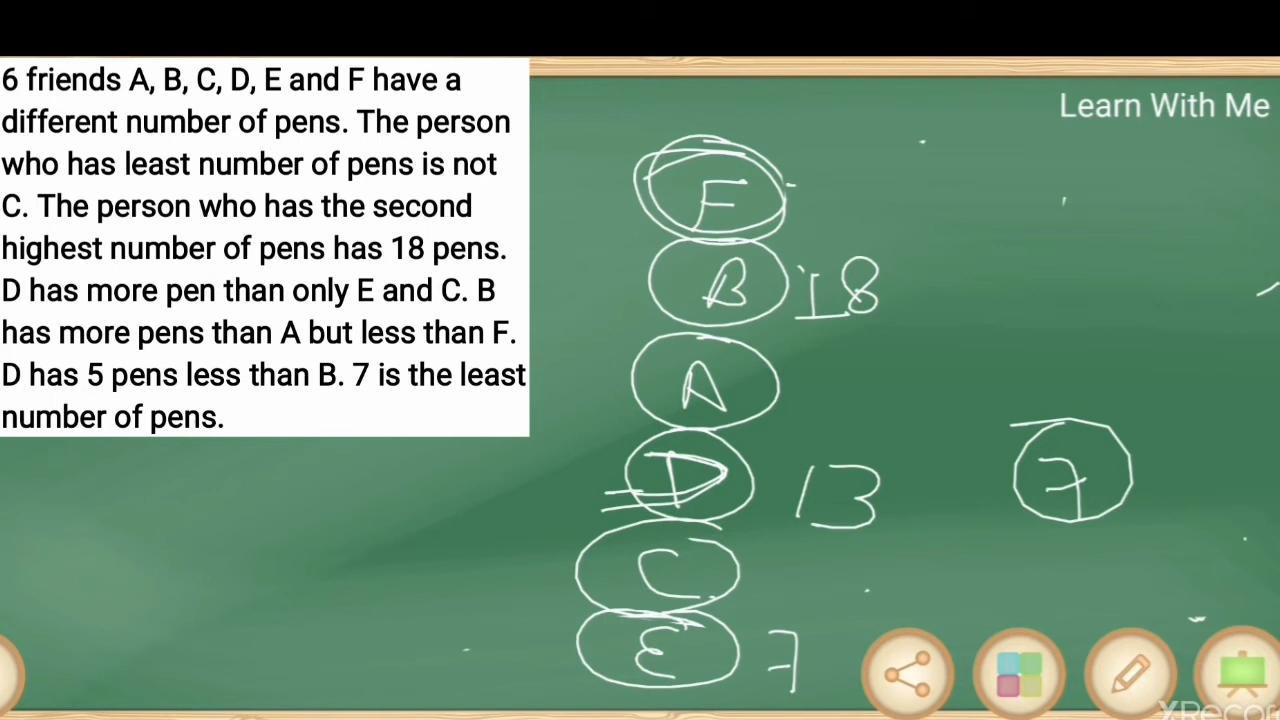 6 friends A, B, C, D, E and F have a
different number of pens. The person
who has least number of pens is not
C. The person who has the second
highest number of pens has 18 pens.
D has more pen than only E and C. B
has more pens than A but less than F.
D has 5 pens less than B. 7 is the least
number of pens.
Learn With Me
F
B 18
A
D 13
7
C
E 7